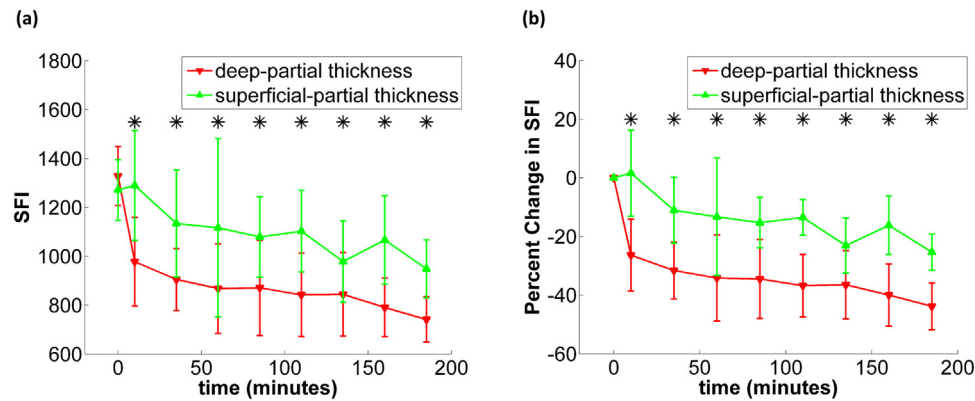 (a)
(b)
1800
1600
1400
1200
1000
800
600
SFI
deep-partial thickness
superficial-partial thickness
* * * * * * * *
0 50 100 150 200
time (minutes)
40
20
0
-20
-40
-60
Percent Change in SFI
deep-partial thickness
superficial-partial thickness
* * * * * * * *
0 50 100 150 200
time (minutes)